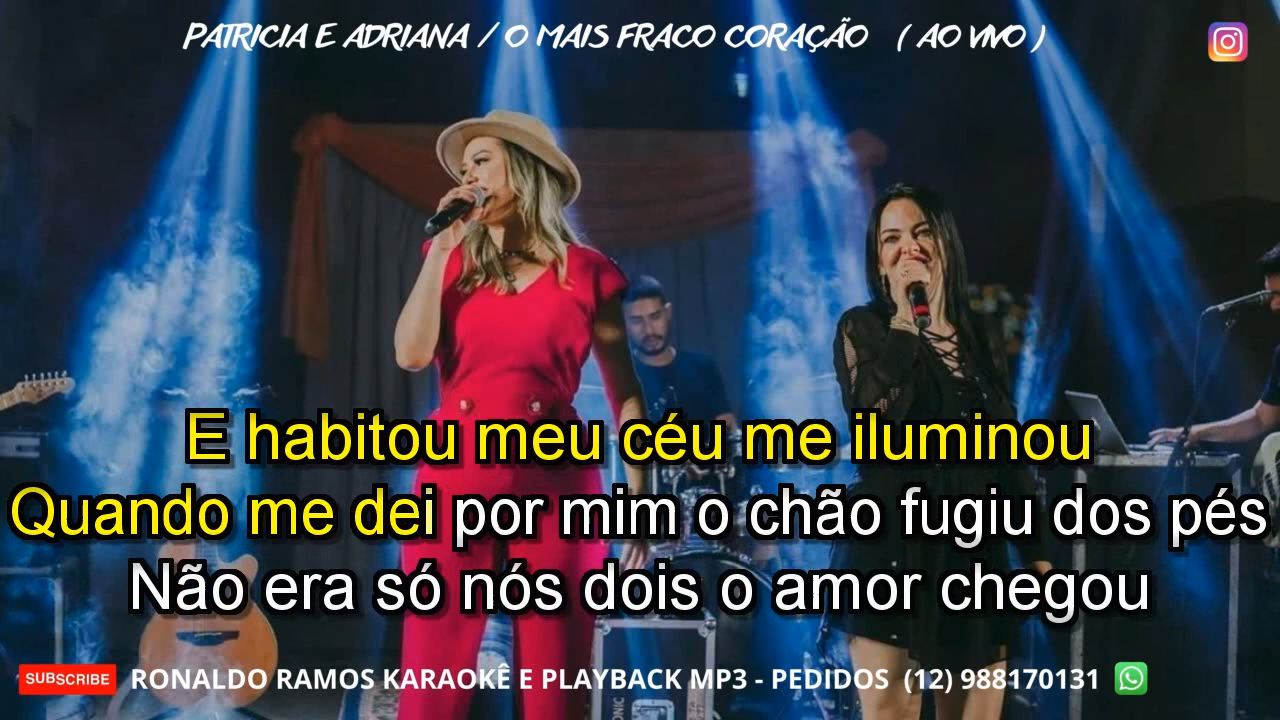 PATRICIA E ADRIANA / O MAIS FRACO CORAÇÃO ( AO VIVO )
E habitou meu céu me iluminou
Quando me dei por mim o chão fugiu dos pés
Não era só nós dois o amor chegou
SUBSCRIBE RONALDO RAMOS KARAOKÊ E PLAYBACK MP3 - PEDIDOS (12) 988170131